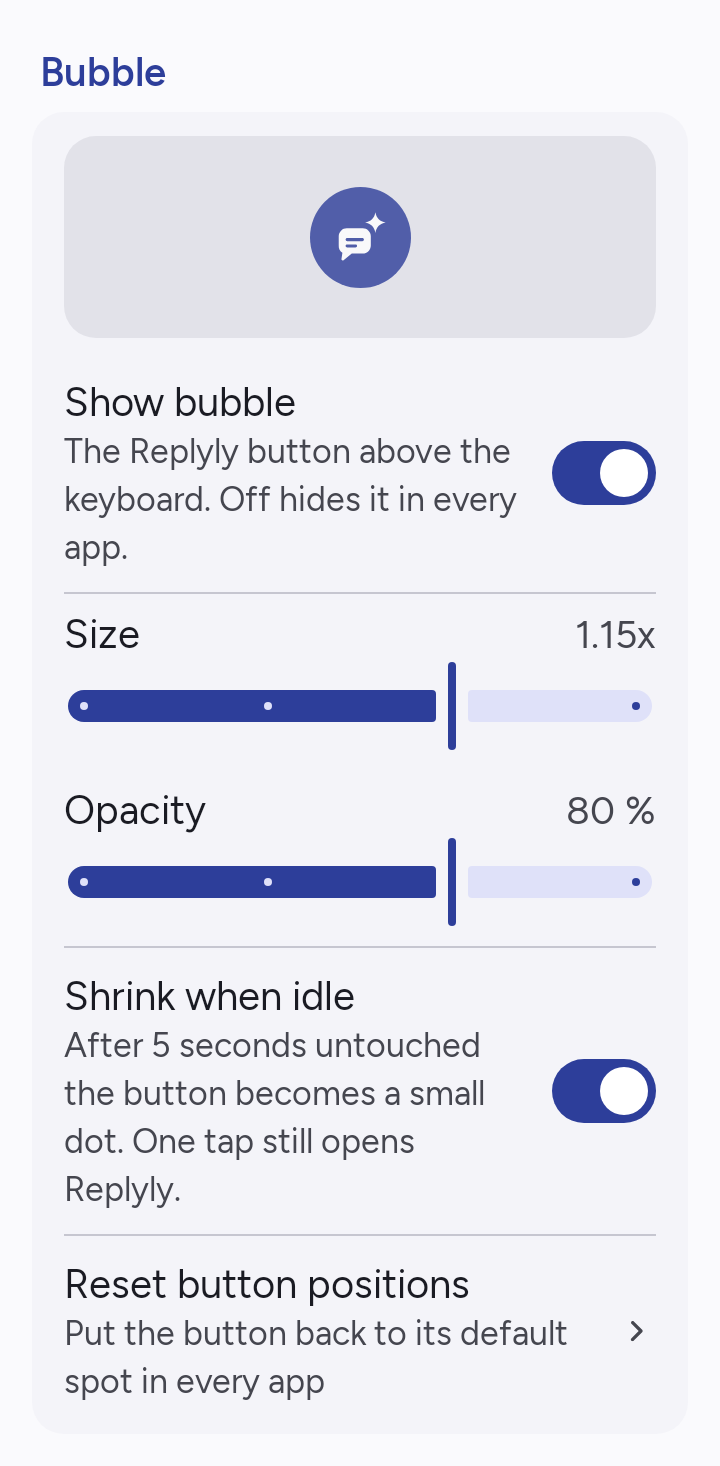 Bubble
Show bubble
The Replyly button above the
keyboard. Off hides it in every
app.
Size 1.15x
Opacity 80 %
Shrink when idle
After 5 seconds untouched
the button becomes a small
dot. One tap still opens
Replyly.
Reset button positions
Put the button back to its default
spot in every app